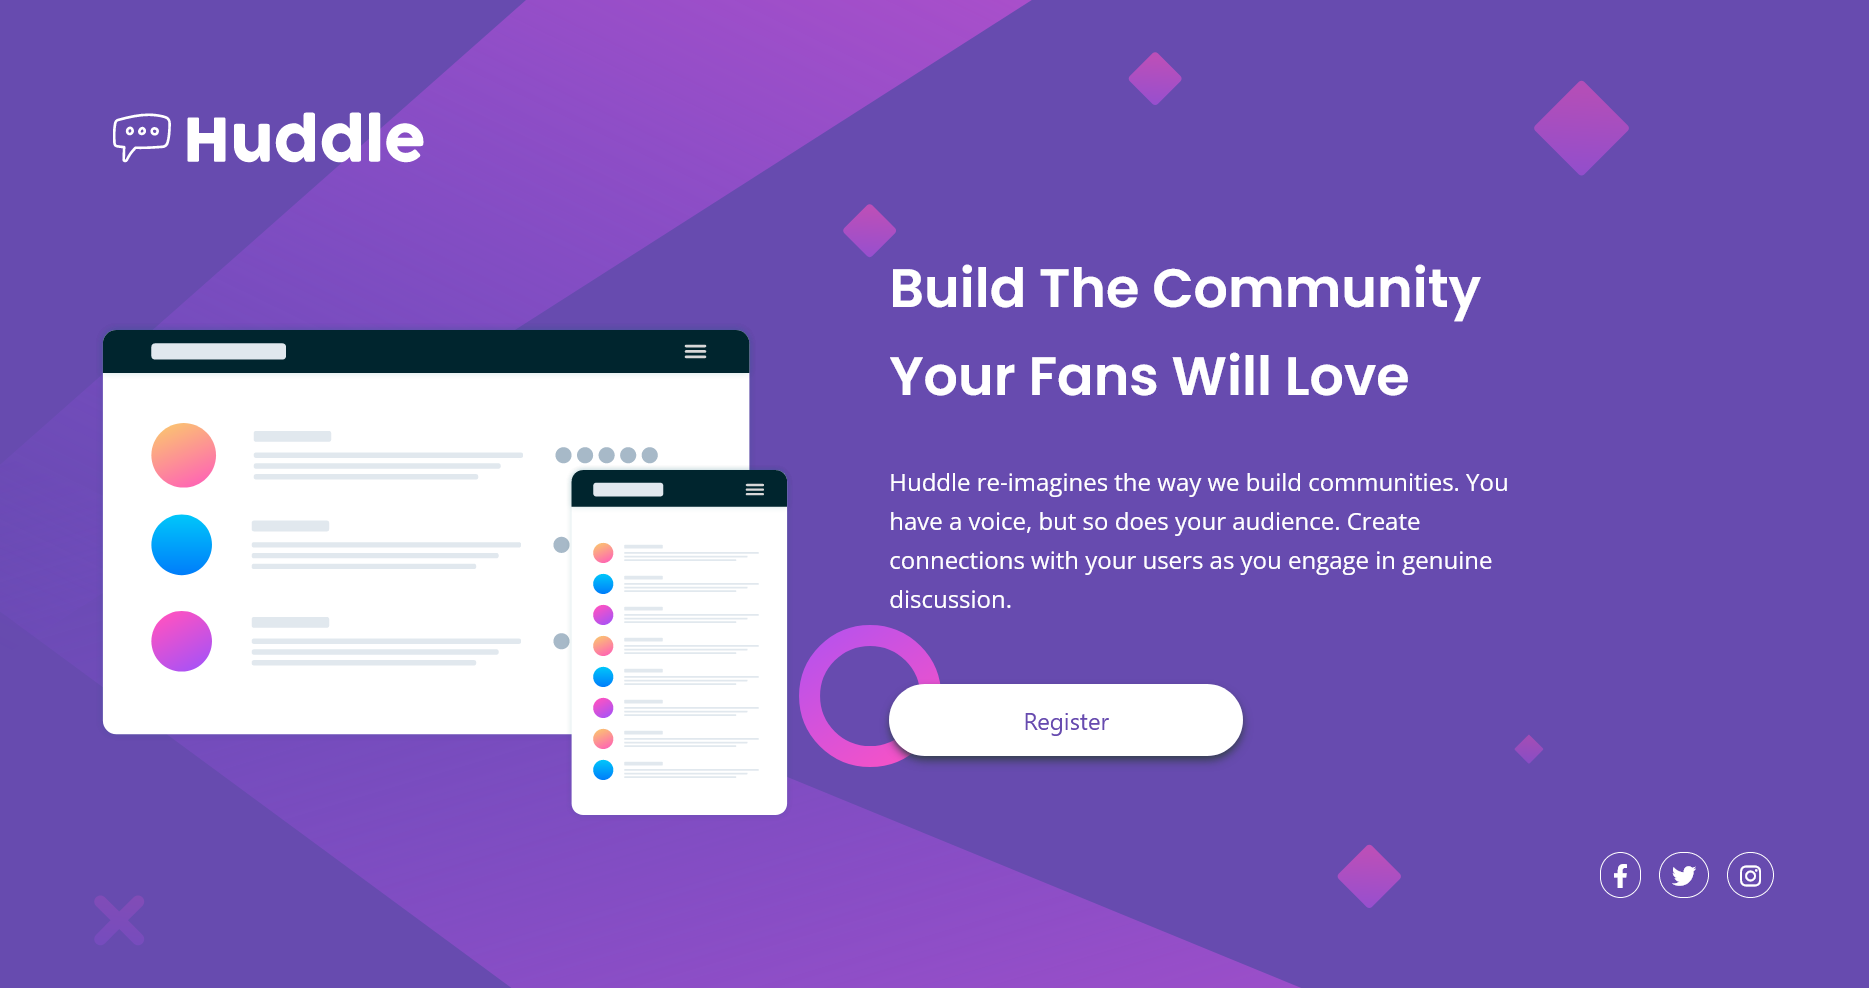 Huddle
Build The Community
Your Fans Will Love
Huddle re-imagines the way we build communities. You
have a voice, but so does your audience. Create
connections with your users as you engage in genuine
discussion.
Register